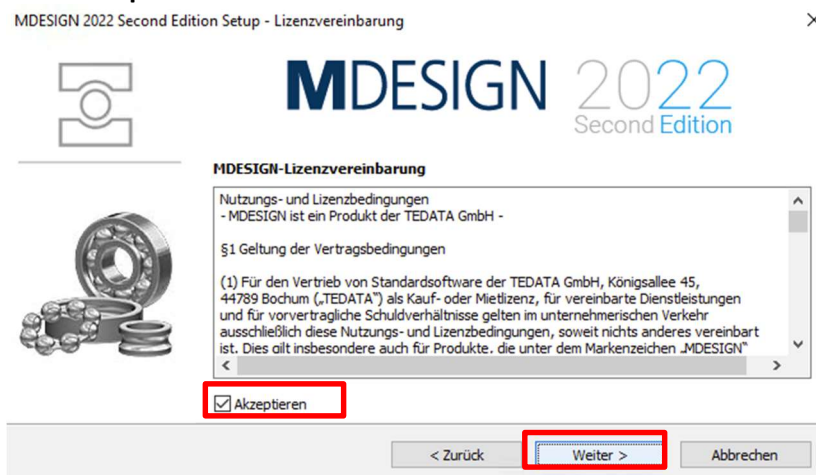 MDESIGN 2022 Second Edition Setup - Lizenzvereinbarung
MDESIGN 2022
Second Edition
MDESIGN-Lizenzvereinbarung
Nutzungs- und Lizenzbedingungen
- MDESIGN ist ein Produkt der TEDATA GmbH -
§1 Geltung der Vertragsbedingungen
(1) Für den Vertrieb von Standardsoftware der TEDATA GmbH, Königsallee 45,
44789 Bochum („TEDATA“) als Kauf- oder Mietlizenz, für vereinbarte Dienstleistungen
und für vorvertragliche Schuldverhältnisse gelten im unternehmerischen Verkehr
ausschließlich diese Nutzungs- und Lizenzbedingungen, soweit nichts anderes vereinbart
ist. Dies gilt insbesondere auch für Produkte, die unter dem Markenzeichen „MDESIGN“
Akzeptieren
< Zurück
Weiter >
Abbrechen